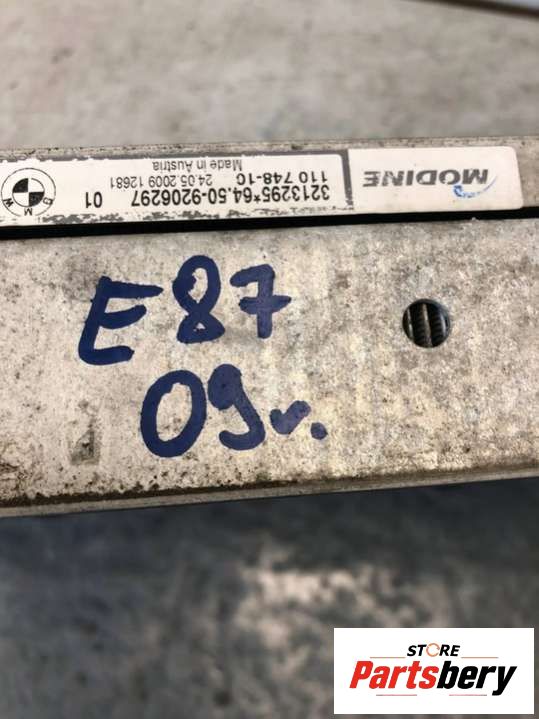 MODINE
3213295*64.50-9206297 01
110 748-1C
24.05.2009 12681
Made in Austria
BMW
E87
09r.
STORE
Partsbery